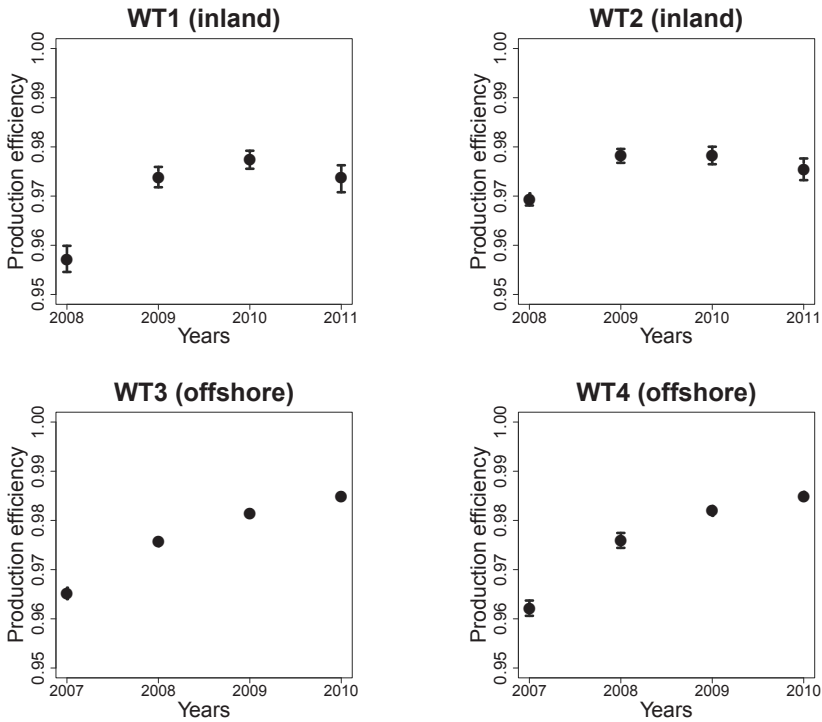 WT1 (inland)
Production efficiency
1.00
0.99
0.98
0.97
0.96
0.95
2008 2009 2010 2011
Years
WT2 (inland)
Production efficiency
1.00
0.99
0.98
0.97
0.96
0.95
2008 2009 2010 2011
Years
WT3 (offshore)
Production efficiency
1.00
0.99
0.98
0.97
0.96
0.95
2007 2008 2009 2010
Years
WT4 (offshore)
Production efficiency
1.00
0.99
0.98
0.97
0.96
0.95
2007 2008 2009 2010
Years